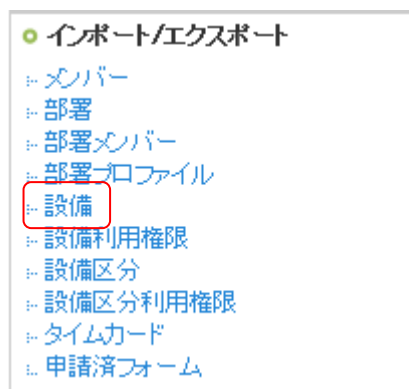 インポート/エクスポート
メンバー
部署
部署メンバー
部署プロファイル
設備
設備利用権限
設備区分
設備区分利用権限
タイムカード
申請済フォーム